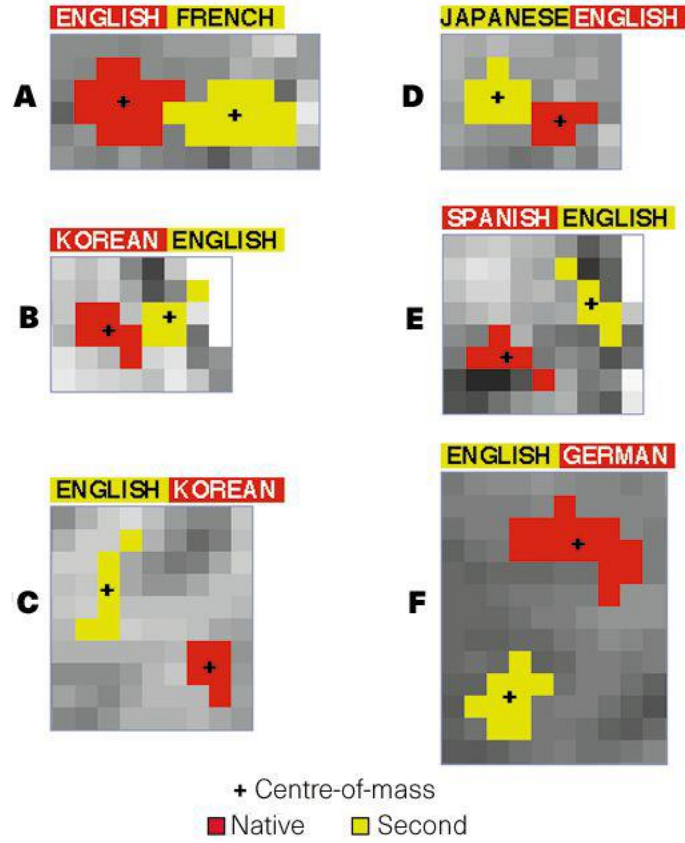 ENGLISH FRENCH
A
JAPANESE ENGLISH
D
KOREAN ENGLISH
B
SPANISH ENGLISH
E
ENGLISH KOREAN
C
ENGLISH GERMAN
F
+ Centre-of-mass
Native Second